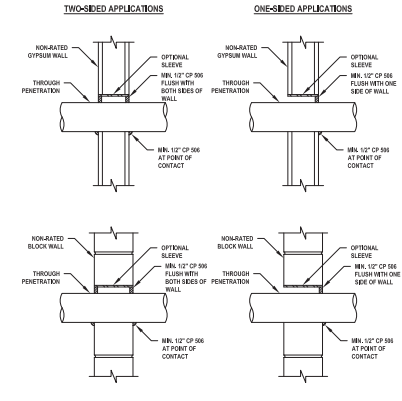 TWO-SIDED APPLICATIONS
ONE-SIDED APPLICATIONS
NON-RATED
GYPSUM WALL
OPTIONAL
SLEEVE
MIN. 1/2" CP 506
FLUSH WITH
BOTH SIDES OF
WALL
THROUGH
PENETRATION
MIN. 1/2" CP 506
AT POINT OF
CONTACT
NON-RATED
GYPSUM WALL
OPTIONAL
SLEEVE
MIN. 1/2" CP 506
FLUSH WITH ONE
SIDE OF WALL
THROUGH
PENETRATION
MIN. 1/2" CP 506
AT POINT OF
CONTACT
NON-RATED
BLOCK WALL
OPTIONAL
SLEEVE
MIN. 1/2" CP 506
FLUSH WITH
BOTH SIDES OF
WALL
THROUGH
PENETRATION
MIN. 1/2" CP 506
AT POINT OF
CONTACT
NON-RATED
BLOCK WALL
OPTIONAL
SLEEVE
MIN. 1/2" CP 506
FLUSH WITH ONE
SIDE OF WALL
THROUGH
PENETRATION
MIN. 1/2" CP 506
AT POINT OF
CONTACT